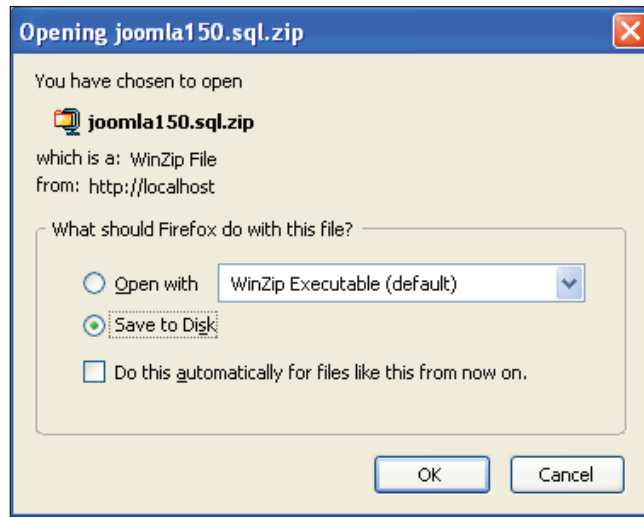 Opening joomla150.sql.zip
You have chosen to open
joomla150.sql.zip
which is a: WinZip File
from: http://localhost
What should Firefox do with this file?
Open with WinZip Executable (default)
Save to Disk
Do this automatically for files like this from now on.
OK Cancel